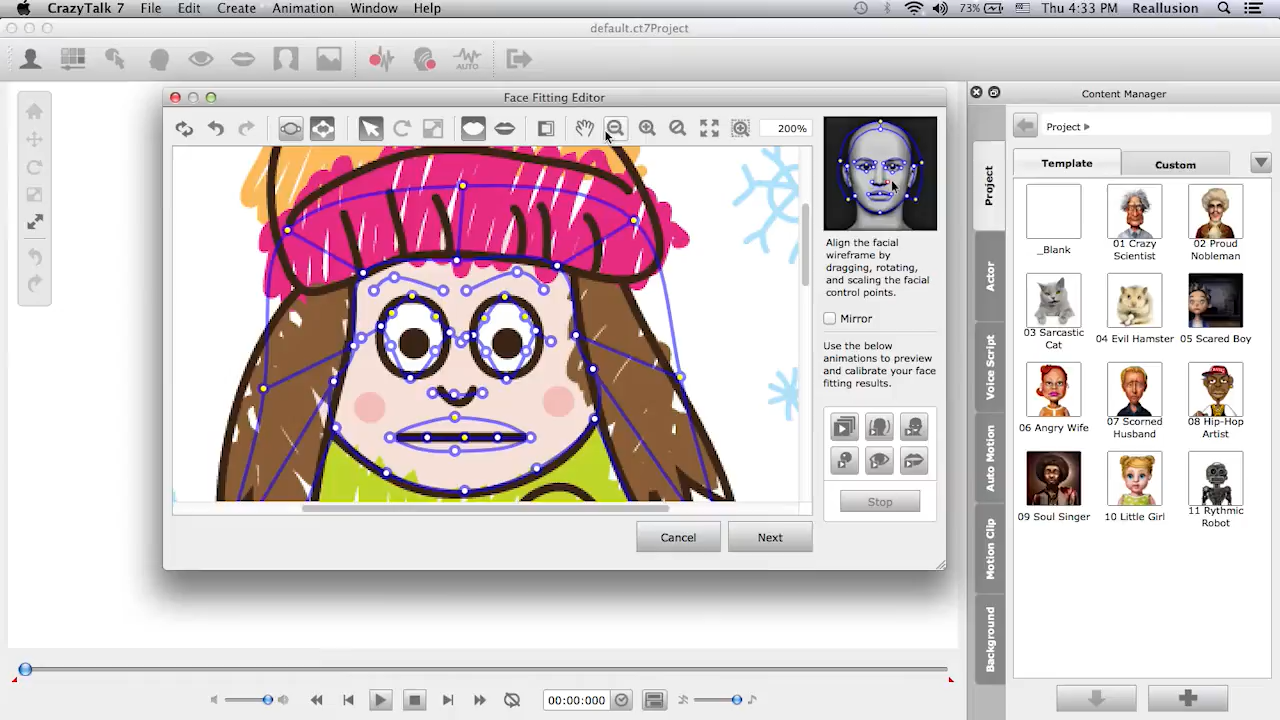 CrazyTalk 7 File Edit Create Animation Window Help 73% Thu 4:33 PM Reallusion
default.ct7Project
AUTO
Face Fitting Editor
200%
Align the facial
wireframe by
dragging, rotating,
and scaling the facial
control points.
Mirror
Use the below
animations to preview
and calibrate your face
fitting results.
Stop
Cancel Next
Content Manager
Project
Template Custom
Project
Actor
Voice Script
Auto Motion
Motion Clip
Background
_Blank
01 Crazy
Scientist
02 Proud
Nobleman
03 Sarcastic
Cat
04 Evil Hamster
05 Scared Boy
06 Angry Wife
07 Scorned
Husband
08 Hip-Hop
Artist
09 Soul Singer
10 Little Girl
11 Rythmic
Robot
00:00:000